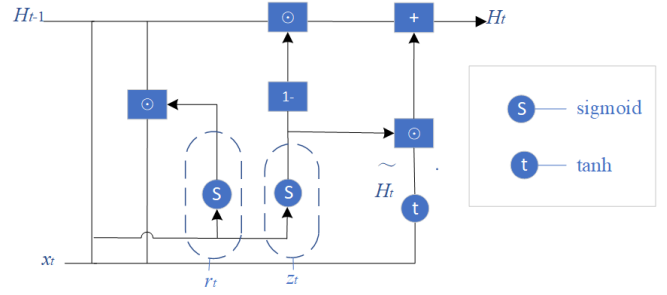 Ht-1 ⊙ + Ht
⊙ 1- ⊙
S sigmoid
t tanh
~
Ht
S S t
xt
rt zt